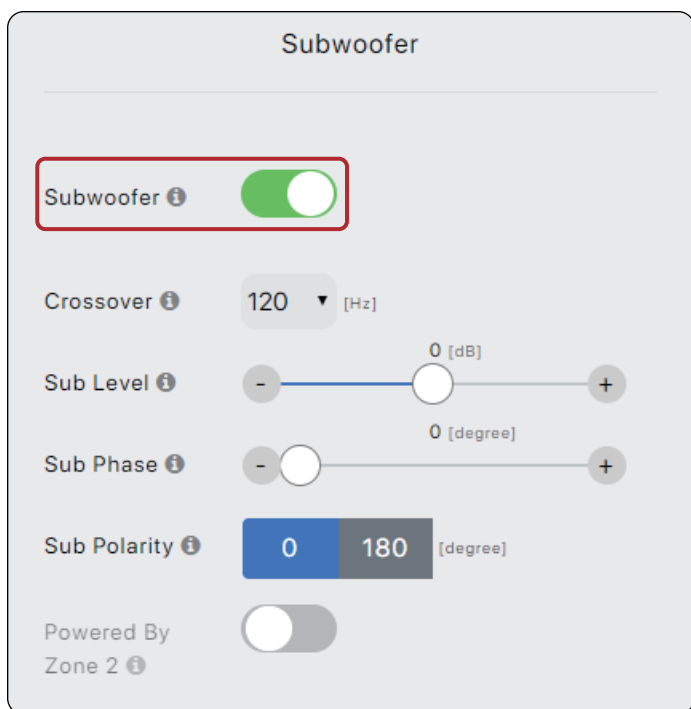 Subwoofer
Subwoofer
Crossover 120 [Hz]
0 [dB]
Sub Level - +
0 [degree]
Sub Phase - +
Sub Polarity 0 180 [degree]
Powered By
Zone 2